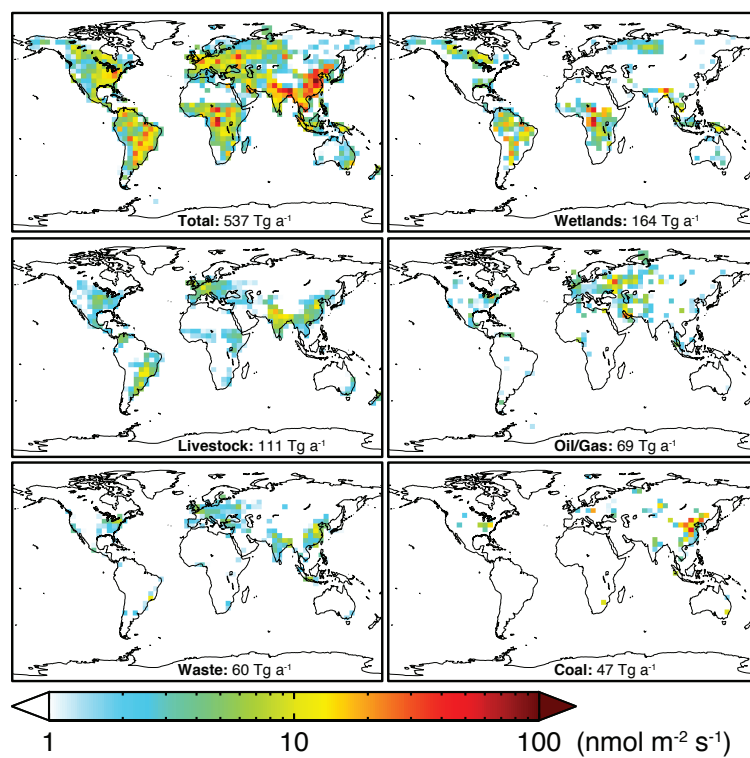 Total: 537 Tg a⁻¹
Wetlands: 164 Tg a⁻¹
Livestock: 111 Tg a⁻¹
Oil/Gas: 69 Tg a⁻¹
Waste: 60 Tg a⁻¹
Coal: 47 Tg a⁻¹
1 10 100 (nmol m⁻² s⁻¹)